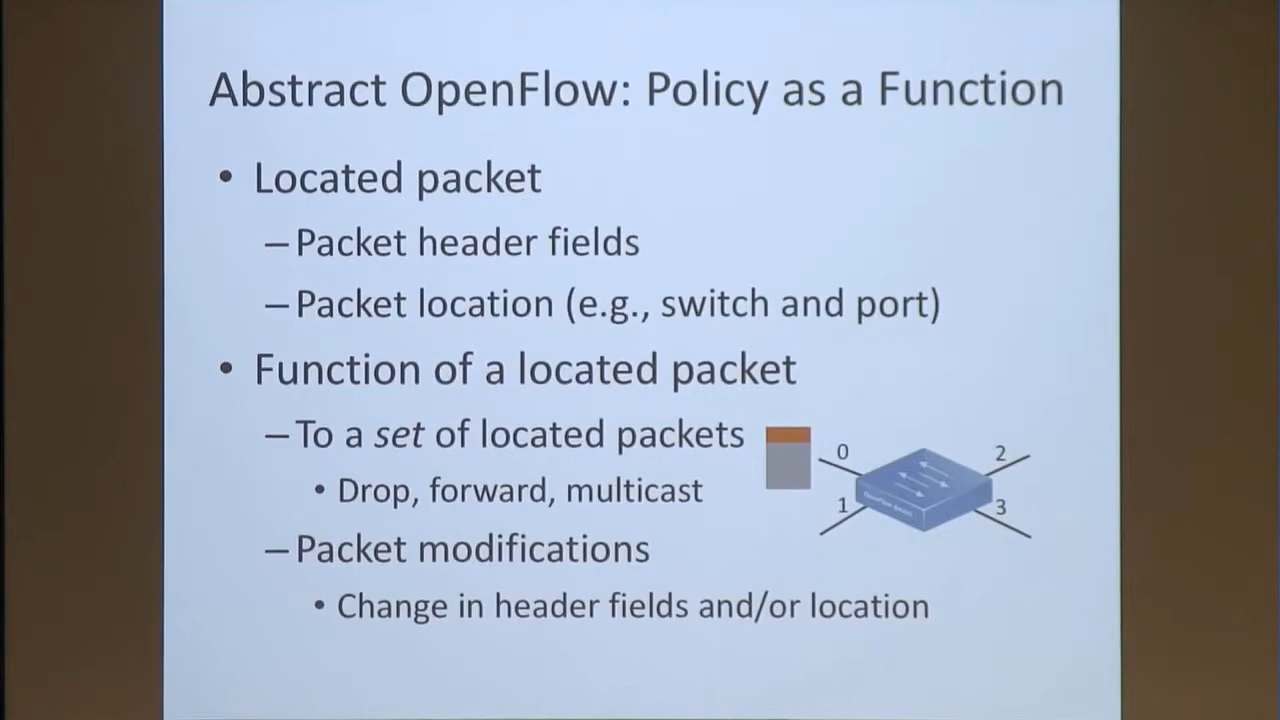 Abstract OpenFlow: Policy as a Function
• Located packet
–Packet header fields
–Packet location (e.g., switch and port)
• Function of a located packet
–To a set of located packets
• Drop, forward, multicast
–Packet modifications
• Change in header fields and/or location
0
2
1
3